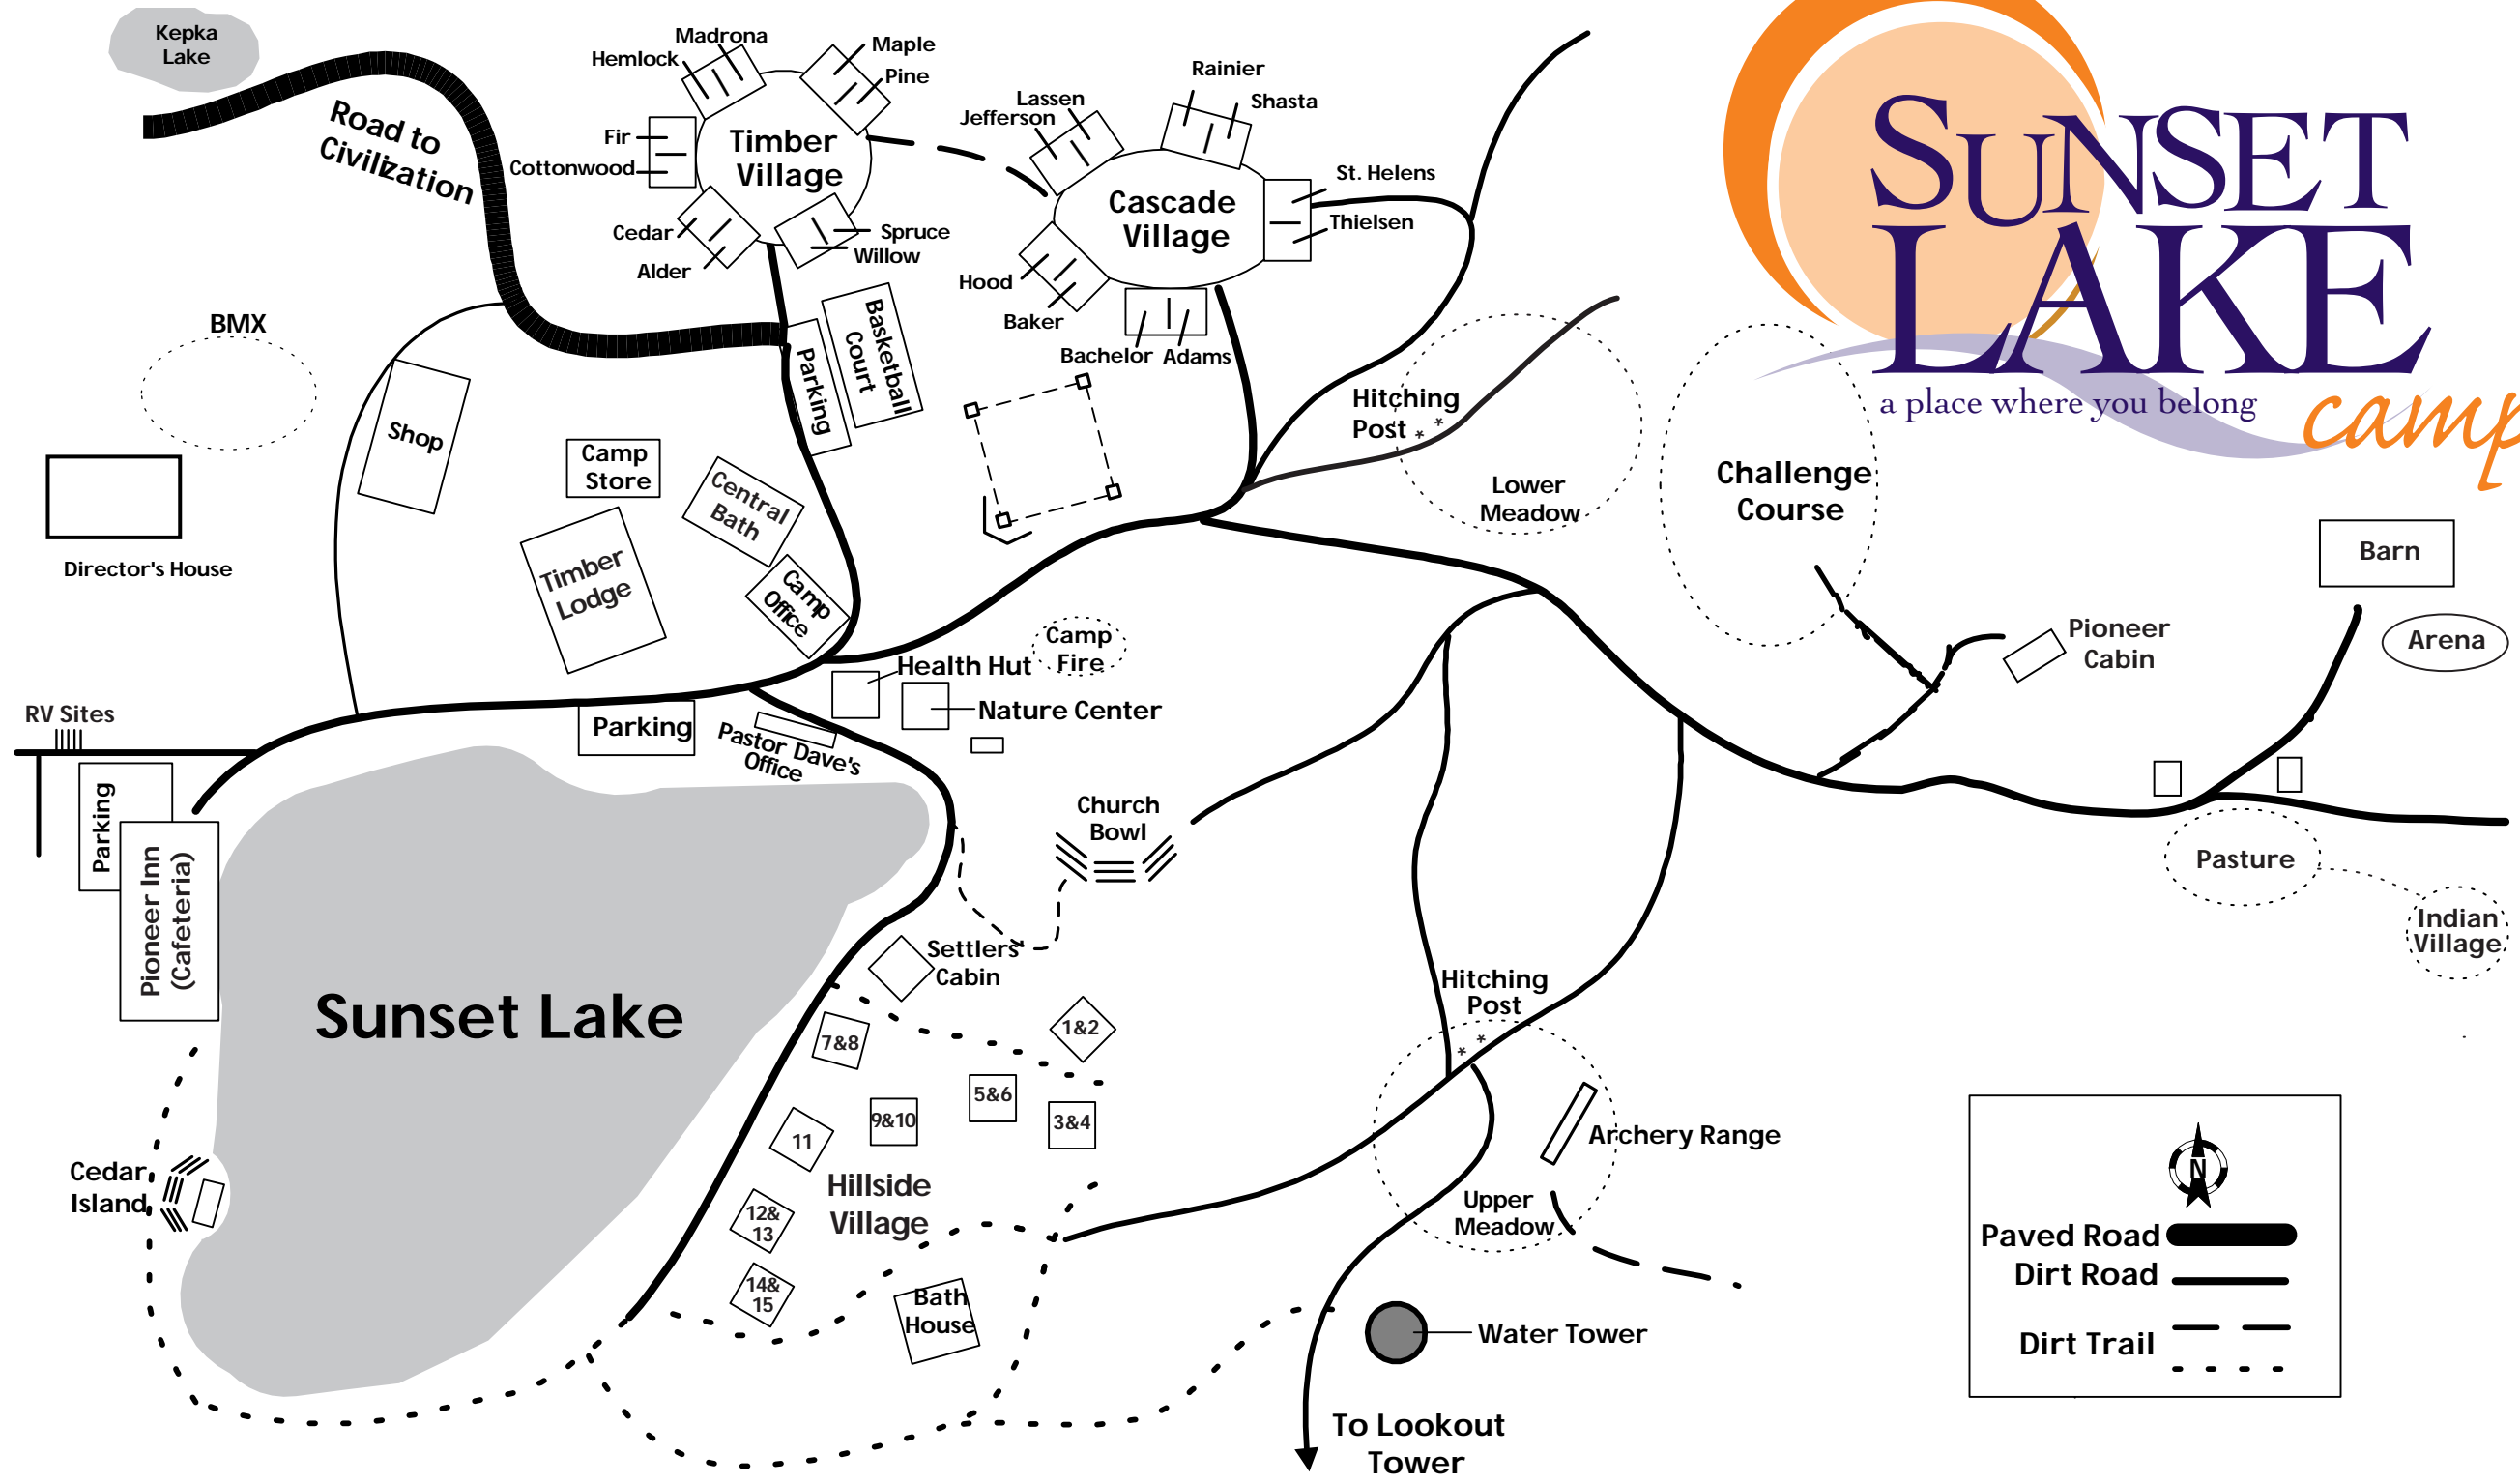 Kepka
Lake
Road to
Civilization
Madrona
Hemlock
Maple
Pine
Fir
Cottonwood
Timber
Village
Cedar
Alder
Spruce
Willow
Rainier
Shasta
Lassen
Jefferson
St. Helens
Thielsen
Cascade
Village
Hood
Baker
Bachelor
Adams
SUNSET
LAKE
a place where you belong
camp
BMX
Shop
Director's House
Parking
Basketball
Court
Camp
Store
Central
Bath
Timber
Lodge
Camp
Office
Hitching
Post * *
Lower
Meadow
Challenge
Course
Barn
Arena
Pioneer
Cabin
Camp
Fire
Health Hut
Nature Center
RV Sites
Parking
Parking
Pastor Dave's
Office
Pioneer Inn
(Cafeteria)
Church
Bowl
Pasture
Indian
Village
Sunset Lake
Settlers
Cabin
Hitching
Post
* *
1&2
7&8
5&6
3&4
9&10
11
12&
13
14&
15
Hillside
Village
Bath
House
Cedar
Island
Archery Range
Upper
Meadow
Water Tower
To Lookout
Tower
N
Paved Road
Dirt Road
Dirt Trail